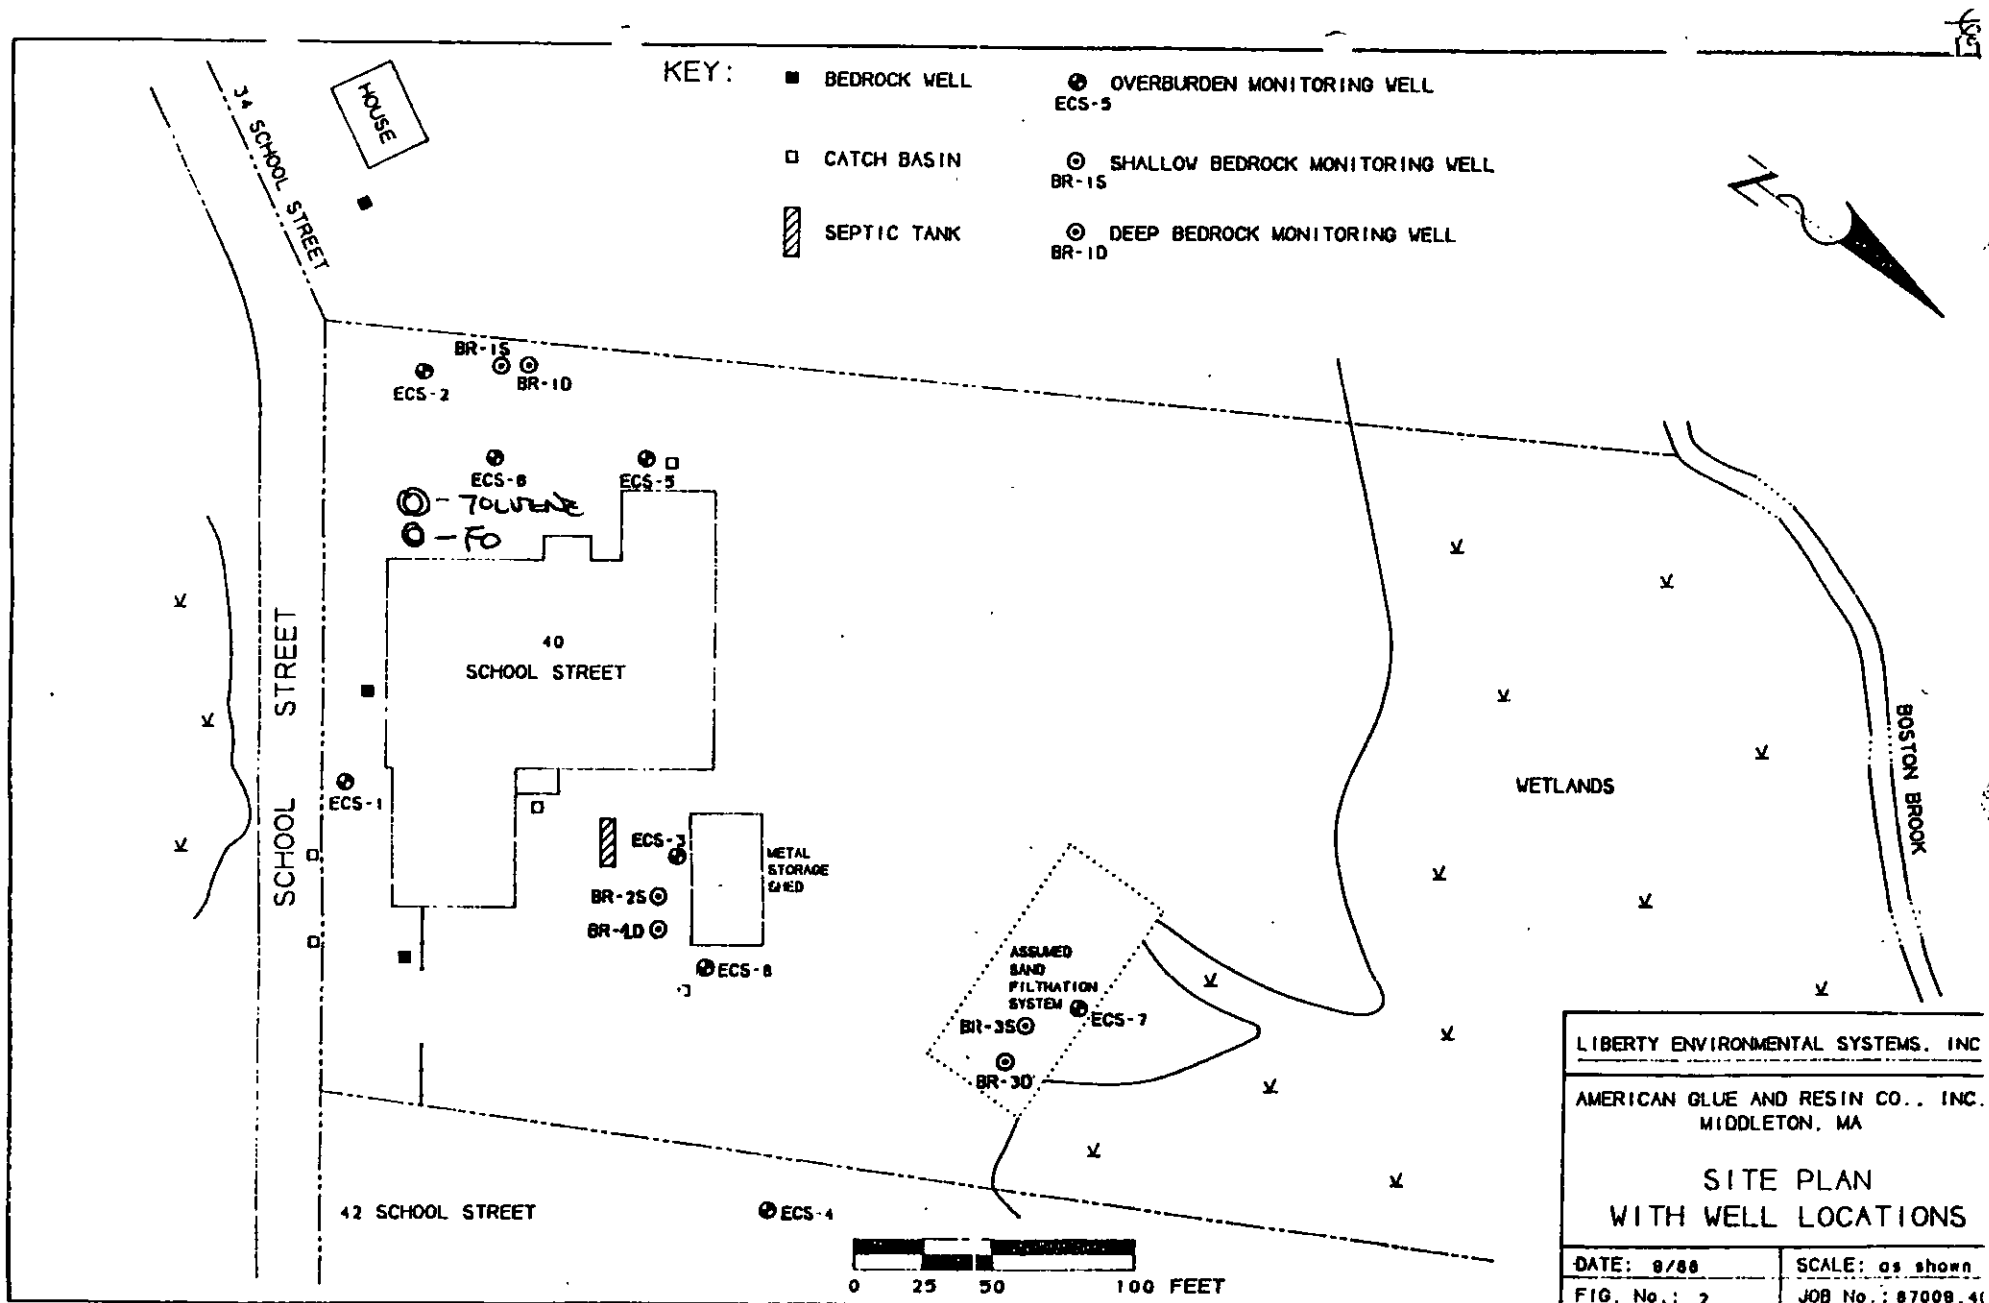 KEY:
BEDROCK WELL
OVERBURDEN MONITORING WELL
ECS-5
CATCH BASIN
SHALLOW BEDROCK MONITORING WELL
BR-1S
SEPTIC TANK
DEEP BEDROCK MONITORING WELL
BR-1D
HOUSE
34 SCHOOL STREET
N
BR-1S
BR-1D
ECS-2
ECS-6
ECS-5
- TOLUENE
- FO
40
SCHOOL STREET
SCHOOL STREET
ECS-1
ECS-3
METAL
STORAGE
SHED
BR-2S
ECS-8
WETLANDS
BOSTON BROOK
ASSUMED
SAND
FILTRATION
SYSTEM
ECS-7
BR-3S
BR-3D
42 SCHOOL STREET
ECS-4
0 25 50 100 FEET
LIBERTY ENVIRONMENTAL SYSTEMS, INC
AMERICAN GLUE AND RESIN CO., INC.
MIDDLETON, MA
SITE PLAN
WITH WELL LOCATIONS
DATE: 9/88
SCALE: as shown
FIG. No.: 2
JOB No.: 87009.40